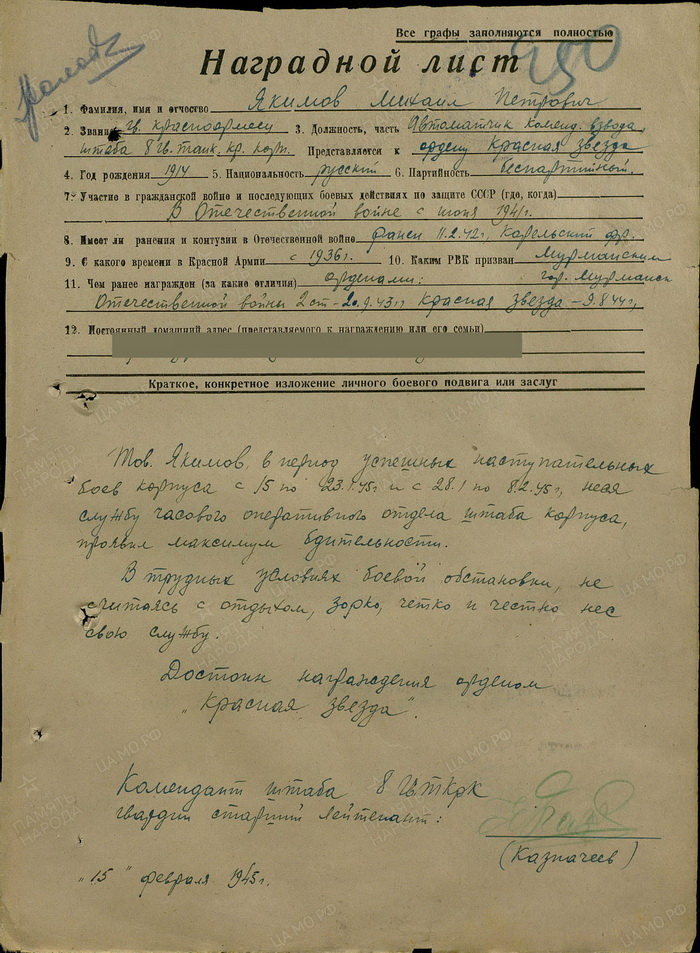 Все графы заполняются полностью
250
Наградной лист
1. Фамилия, имя и отчество Якимов Михаил Петрович
2. Звание гв. красноармеец 3. Должность, часть Автоматчик коменд. взвода
штаба 8 гв. танк. кр. корп. Представляется к ордену Красная Звезда
4. Год рождения 1914 5. Национальность русский 6. Партийность беспартийный.
7. Участие в гражданской войне и последующих боевых действиях по защите СССР (где, когда)
В Отечественной войне с июня 1941 г.
8. Имеет ли ранения и контузии в Отечественной войне ранен 11.2.42 г, Карельский фр.
9. С какого времени в Красной Армии с 1936 г. 10. Каким РВК призван Мурманским
гор. Мурманск
11. Чем ранее награжден (за какие отличия) орденами:
Отечественной войны 2 ст - 20.9.43 г Красная звезда - 9.8.44 г,
12. Постоянный домашний адрес (представляемого к награждению или его семьи)
Краткое, конкретное изложение личного боевого подвига или заслуг
Тов. Якимов, в период успешных наступательных
боев корпуса с 15 по 23.1.45 г и с 28.1 по 8.2.45 г, неся
службу часового оперативного отдела штаба корпуса,
проявил максимум бдительности.
В трудных условиях боевой обстановки, не
считаясь с отдыхом, зорко, четко и честно нес
свою службу.
Достоин награждения орденом
"Красная звезда".
Комендант штаба 8 гв ТКрк
гвардии старший лейтенант:
(Казначеев)
"15" февраля 1945 г.